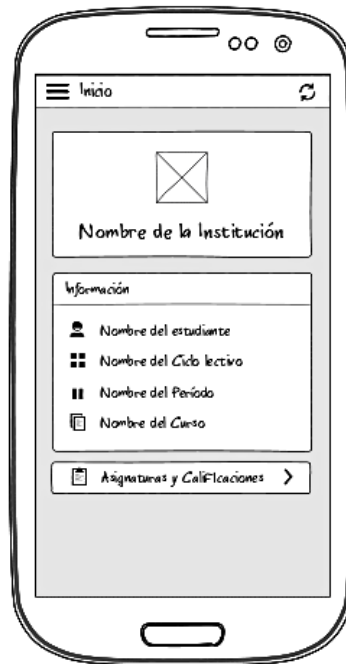 Inicio
Nombre de la Institución
Información
Nombre del estudiante
Nombre del Ciclo lectivo
Nombre del Período
Nombre del Curso
Asignaturas y Calificaciones